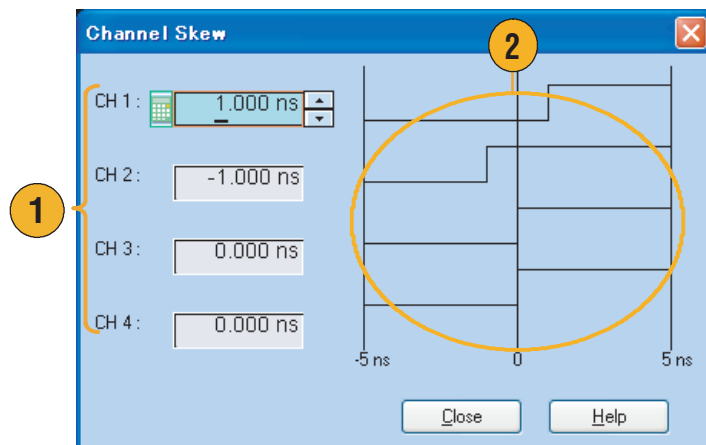 Channel Skew
2
1
CH 1 : 1.000 ns
CH 2 : -1.000 ns
CH 3 : 0.000 ns
CH 4 : 0.000 ns
-5 ns 0 5 ns
Close Help